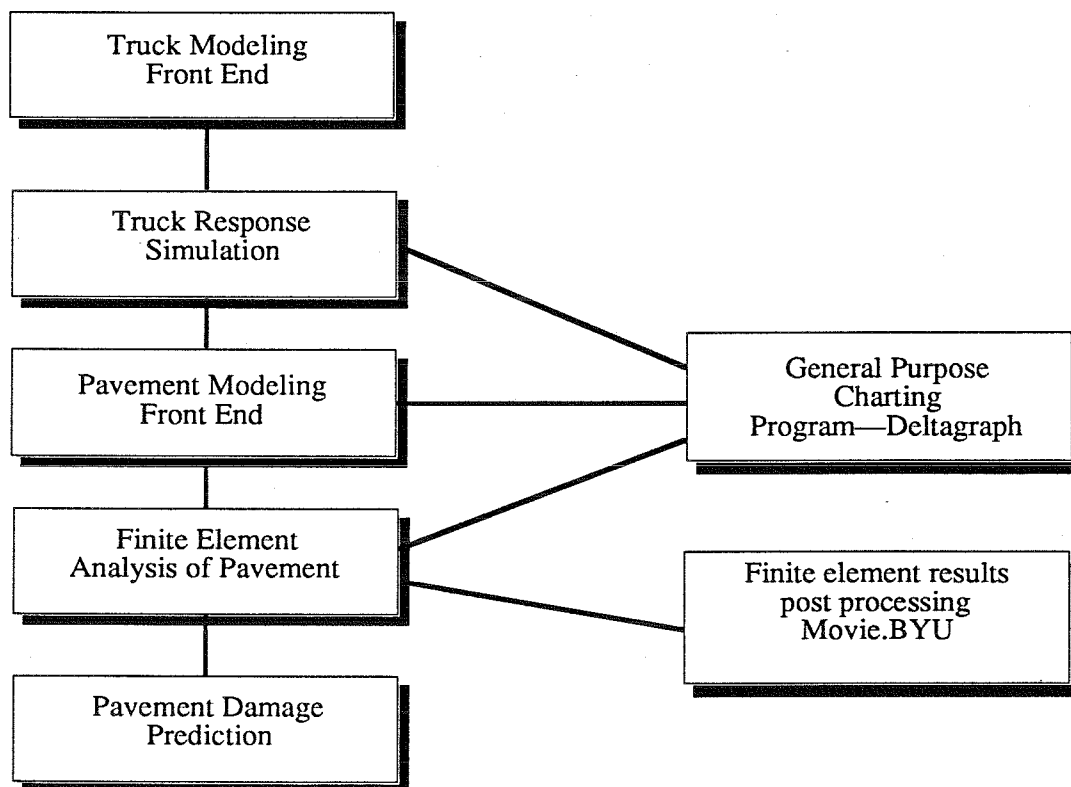 Truck Modeling
Front End
Truck Response
Simulation
Pavement Modeling
Front End
Finite Element
Analysis of Pavement
Pavement Damage
Prediction
General Purpose
Charting
Program—Deltagraph
Finite element results
post processing
Movie.BYU